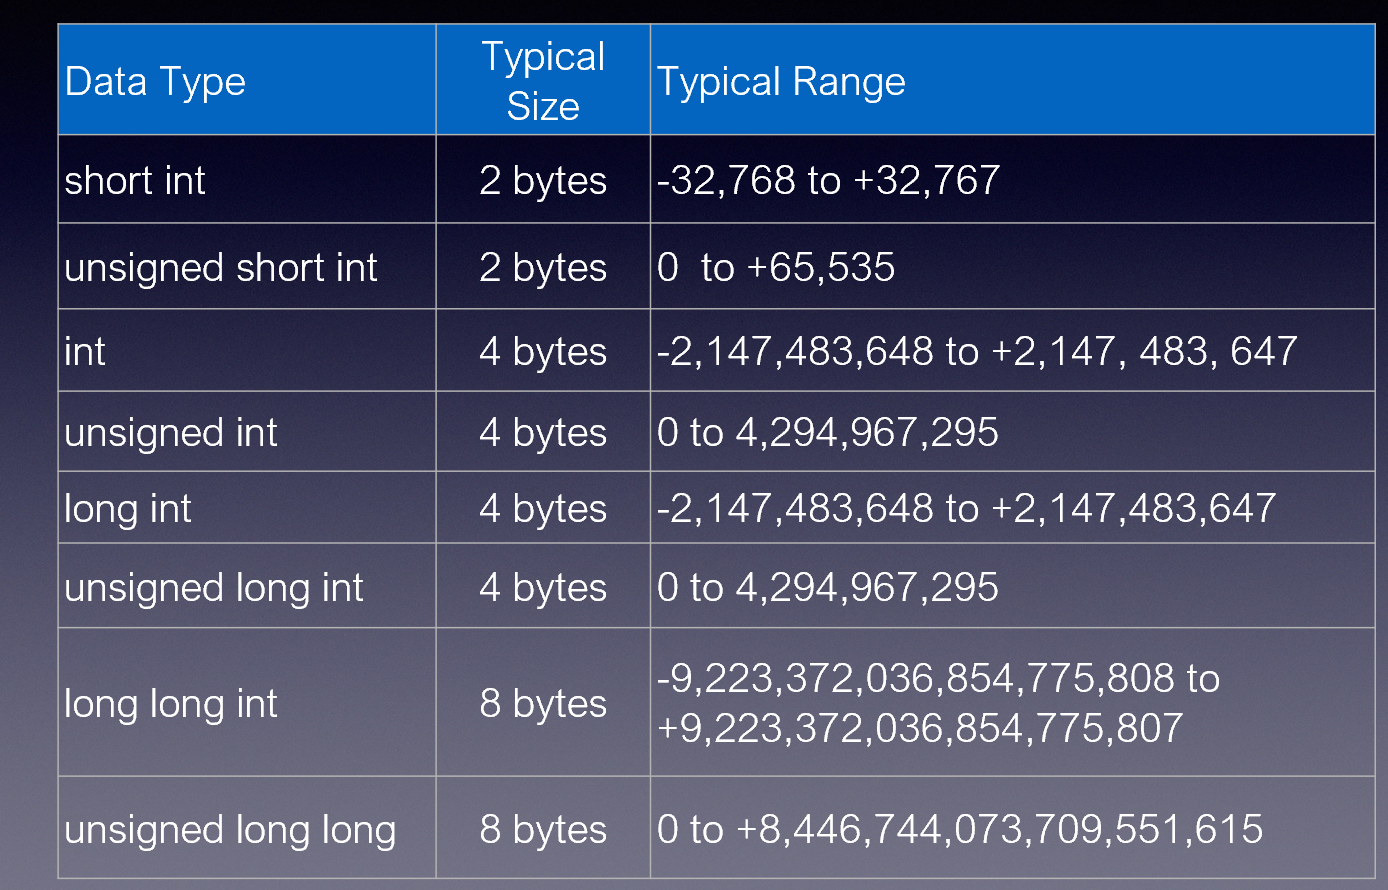 Data Type
Typical
Size
Typical Range
short int
2 bytes
-32,768 to +32,767
unsigned short int
2 bytes
0  to +65,535
int
4 bytes
-2,147,483,648 to +2,147, 483, 647
unsigned int
4 bytes
0 to 4,294,967,295
long int
4 bytes
-2,147,483,648 to +2,147,483,647
unsigned long int
4 bytes
0 to 4,294,967,295
long long int
8 bytes
-9,223,372,036,854,775,808 to
+9,223,372,036,854,775,807
unsigned long long
8 bytes
0 to +8,446,744,073,709,551,615